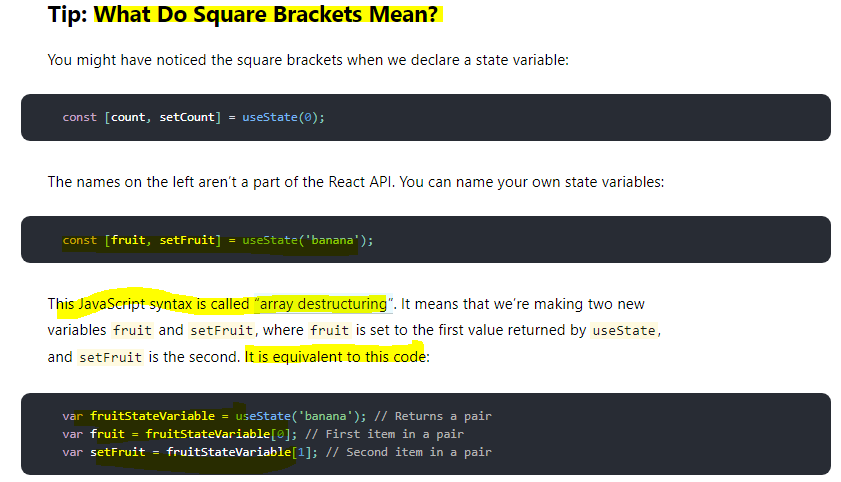 Tip: What Do Square Brackets Mean?
You might have noticed the square brackets when we declare a state variable:
const [count, setCount] = useState(0);
The names on the left aren’t a part of the React API. You can name your own state variables:
const [fruit, setFruit] = useState('banana');
This JavaScript syntax is called “array destructuring”. It means that we’re making two new
variables fruit and setFruit, where fruit is set to the first value returned by useState,
and setFruit is the second. It is equivalent to this code:
var fruitStateVariable = useState('banana'); // Returns a pair
var fruit = fruitStateVariable[0]; // First item in a pair
var setFruit = fruitStateVariable[1]; // Second item in a pair